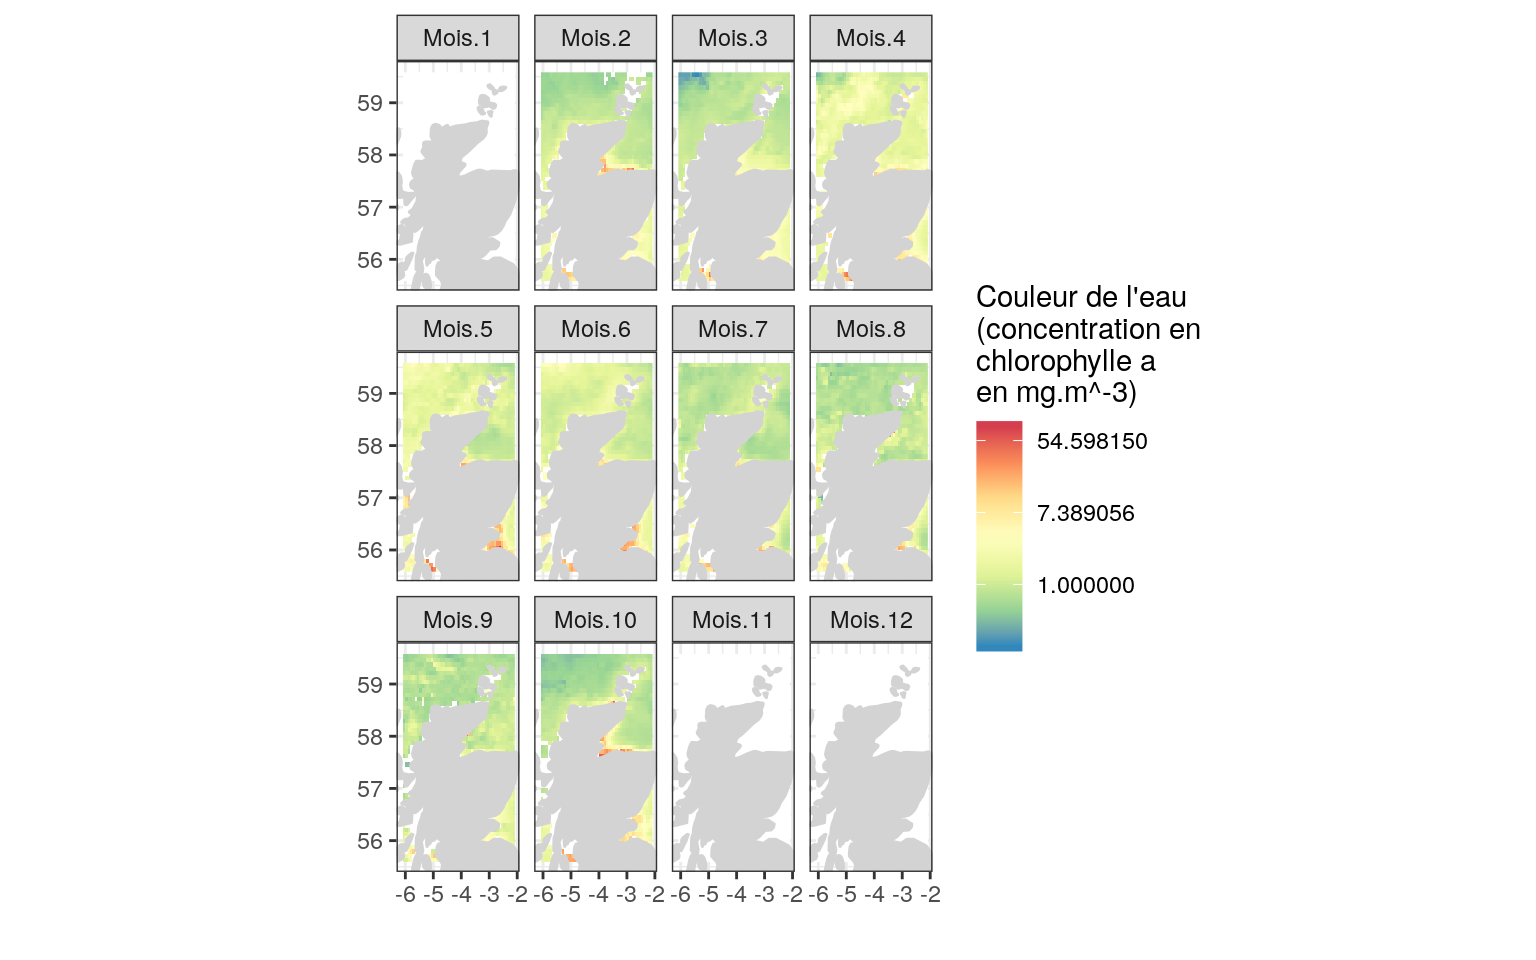 Mois.1 Mois.2 Mois.3 Mois.4
59
58
57
56
Mois.5 Mois.6 Mois.7 Mois.8
59
58
57
56
Mois.9 Mois.10 Mois.11 Mois.12
59
58
57
56
-6 -5 -4 -3 -2 -6 -5 -4 -3 -2 -6 -5 -4 -3 -2 -6 -5 -4 -3 -2
Couleur de l'eau
(concentration en
chlorophylle a
en mg.m^-3)
54.598150
7.389056
1.000000